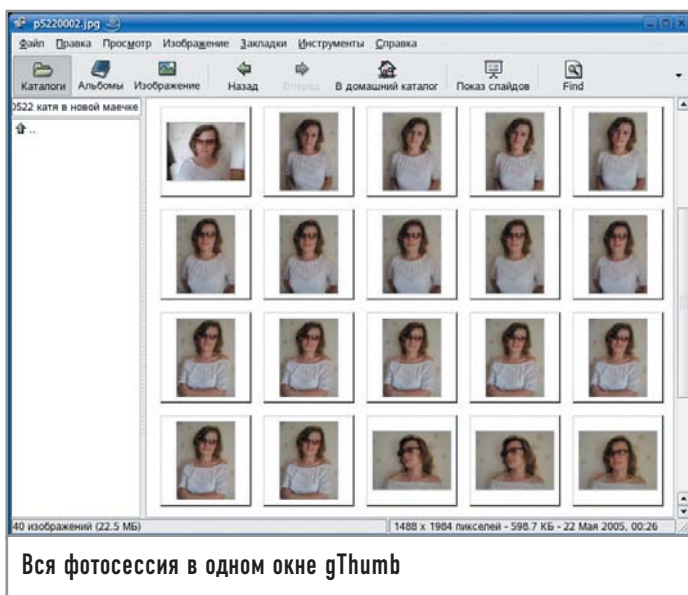 p5220002.jpg
Файл Правка Просмотр Изображение Закладки Инструменты Справка
Каталоги Альбомы Изображение Назад Вперёд В домашний каталог Показ слайдов Find
0522 катя в новой маечке
..
40 изображений (22.5 МБ)
1488 x 1984 пикселей - 598.7 КБ - 22 Мая 2005, 00:26
Вся фотосессия в одном окне gThumb